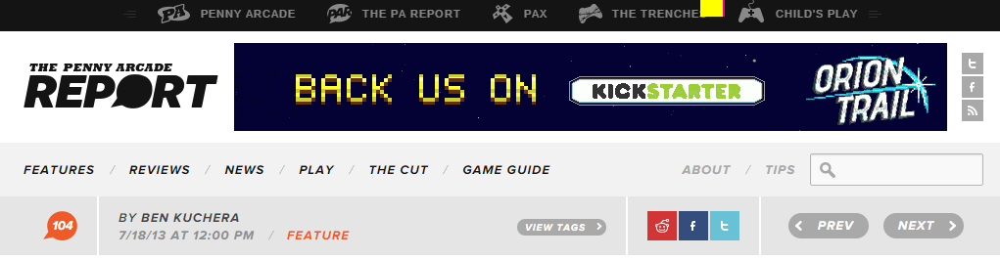 PENNY ARCADE THE PA REPORT PAX THE TRENCHE CHILD'S PLAY
THE PENNY ARCADE
REPORT
BACK US ON KICKSTARTER ORION
TRAIL
FEATURES / REVIEWS / NEWS / PLAY / THE CUT / GAME GUIDE ABOUT / TIPS
104
BY BEN KUCHERA
7/18/13 AT 12:00 PM / FEATURE
VIEW TAGS
PREV NEXT